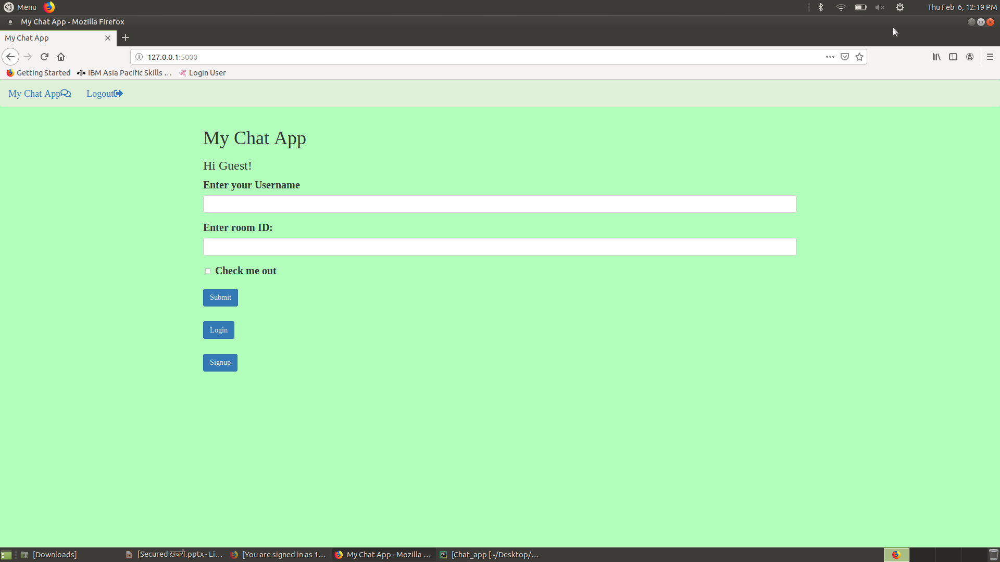 Menu
Thu Feb 6, 12:19 PM
My Chat App - Mozilla Firefox
My Chat App
127.0.0.1:5000
Getting Started
IBM Asia Pacific Skills …
Login User
My Chat App
Logout
My Chat App
Hi Guest!
Enter your Username
Enter room ID:
Check me out
Submit
Login
Signup
[Downloads]
[Secured ख़बरी.pptx - Li…
[You are signed in as 1…
My Chat App - Mozilla …
[Chat_app [~/Desktop/…